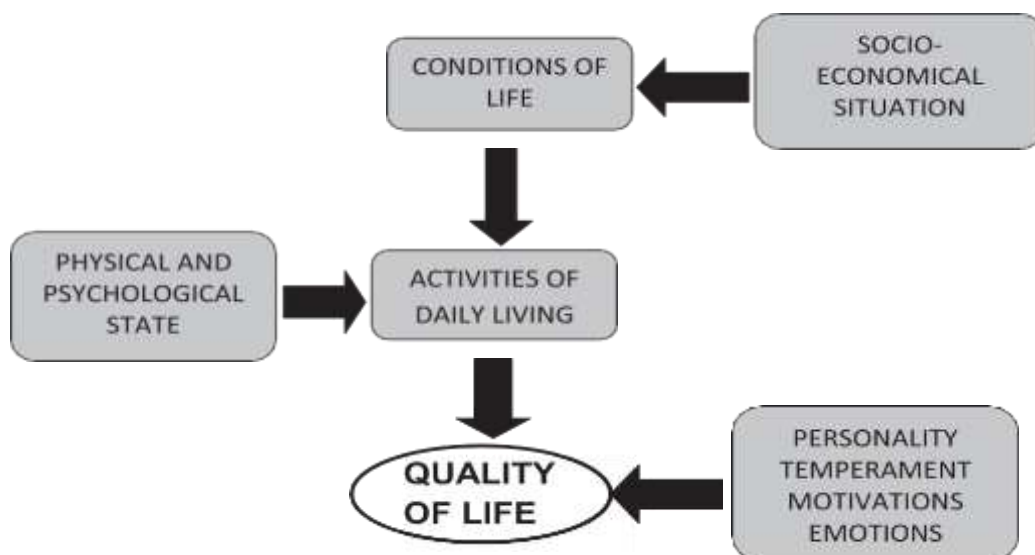 CONDITIONS OF
LIFE
SOCIO-
ECONOMICAL
SITUATION
PHYSICAL AND
PSYCHOLOGICAL
STATE
ACTIVITIES OF
DAILY LIVING
QUALITY
OF LIFE
PERSONALITY
TEMPERAMENT
MOTIVATIONS
EMOTIONS